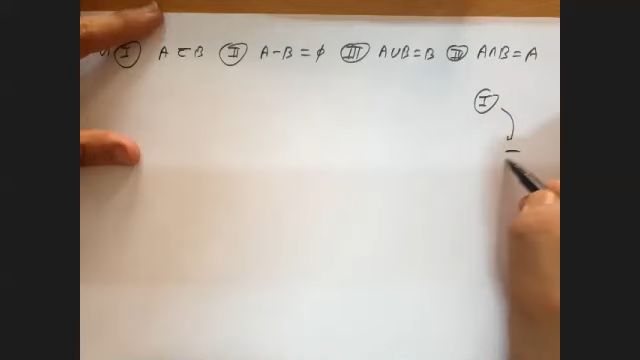 (I) A ⊂ B (II) A - B = ϕ (III) A ∪ B = B (IV) A ∩ B = A
(I)